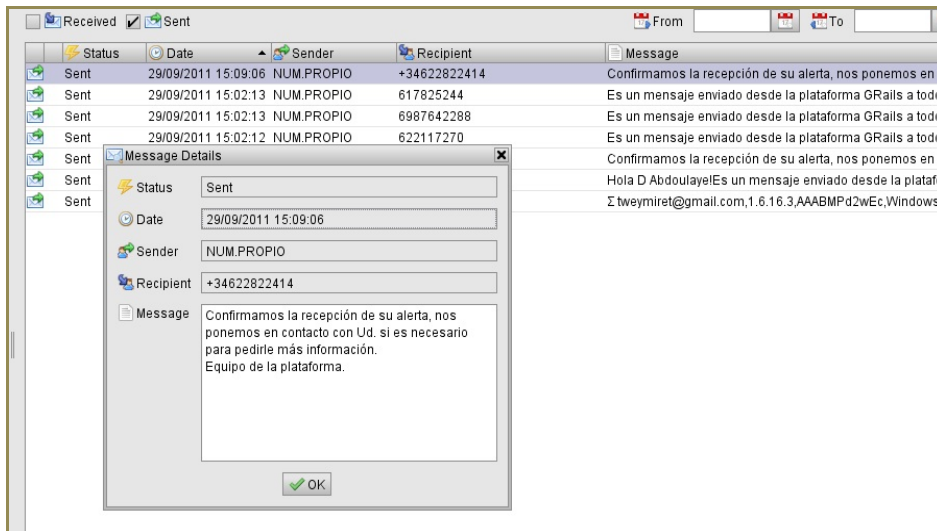 Received Sent From To
Status Date Sender Recipient Message
Sent 29/09/2011 15:09:06 NUM.PROPIO +34622822414 Confirmamos la recepción de su alerta, nos ponemos en
Sent 29/09/2011 15:02:13 NUM.PROPIO 617825244 Es un mensaje enviado desde la plataforma GRails a tod
Sent 29/09/2011 15:02:13 NUM.PROPIO 6987642288 Es un mensaje enviado desde la plataforma GRails a tod
Sent 29/09/2011 15:02:12 NUM.PROPIO 622117270 Es un mensaje enviado desde la plataforma GRails a tod
Sent Confirmamos la recepción de su alerta, nos ponemos en
Sent Hola D Abdoulaye!Es un mensaje enviado desde la plataf
Sent Σtweymiret@gmail.com,1.6.16.3,AAABMPd2wEc,Windows
Message Details
Status Sent
Date 29/09/2011 15:09:06
Sender NUM.PROPIO
Recipient +34622822414
Message Confirmamos la recepción de su alerta, nos
ponemos en contacto con Ud. si es necesario
para pedirle más información.
Equipo de la plataforma.
OK